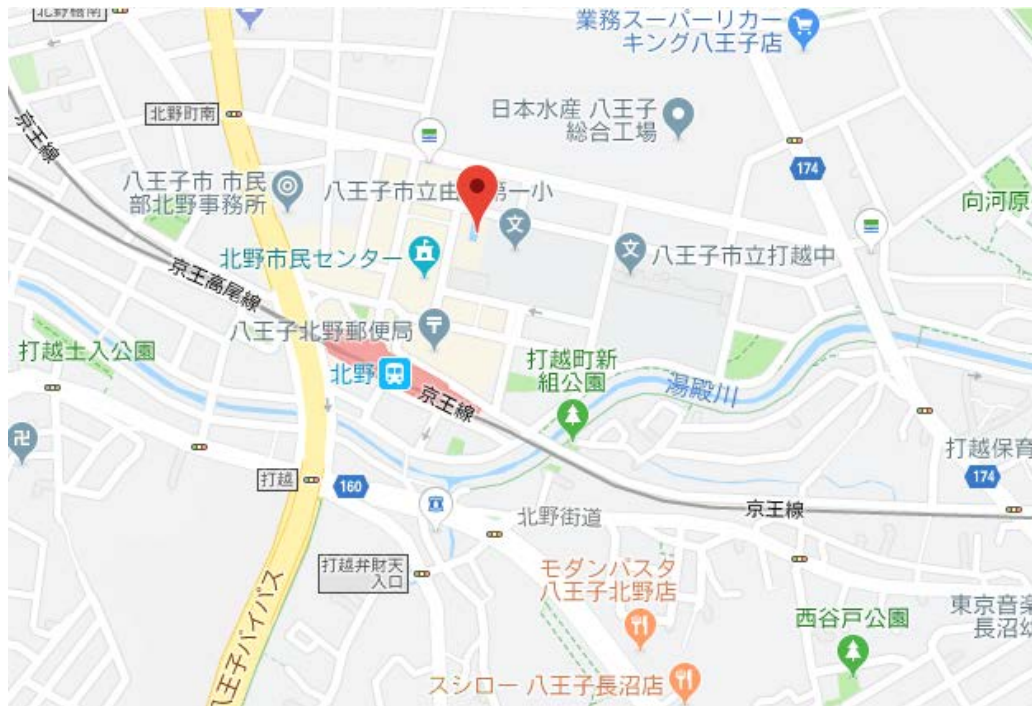 業務スーパーリカー
キング八王子店
北野町南
日本水産 八王子
総合工場
京王線
174
八王子市 市民
部北野事務所
八王子市立由
第一小
向河原
文
文
八王子市立打越中
北野市民センター
京王高尾線
八王子北野郵便局
打越土入公園
北野
打越町新
組公園
湯殿川
京王線
卍
打越
160
打越保育
174
北野街道
京王線
打越弁財天
入口
モダンパスタ
八王子北野店
八王子バイパス
西谷戸公園
東京音楽
長沼幼
スシロー 八王子長沼店